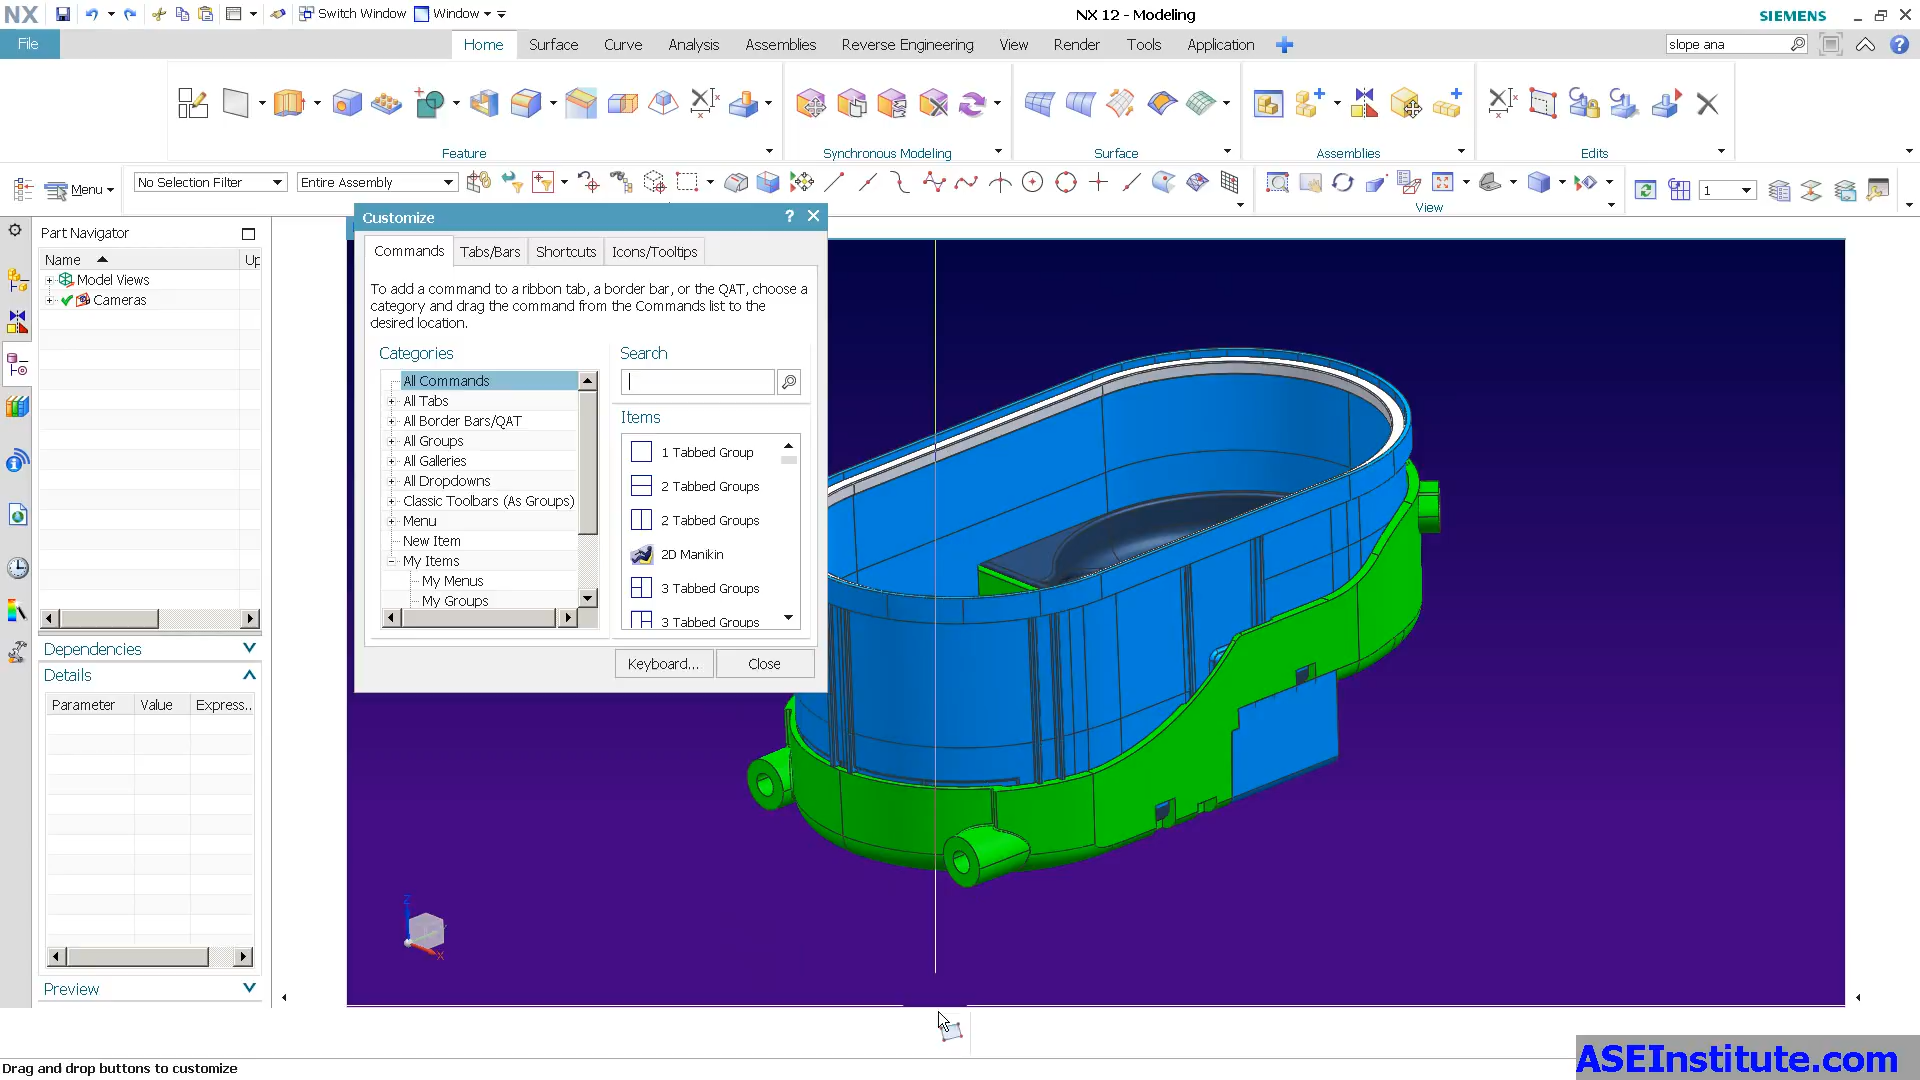 NX
Switch Window
Window
NX 12 - Modeling
SIEMENS
File
Home
Surface
Curve
Analysis
Assemblies
Reverse Engineering
View
Render
Tools
Application
slope ana
Feature
Synchronous Modeling
Surface
Assemblies
Edits
Menu
No Selection Filter
Entire Assembly
View
1
Part Navigator
Name
Up
Model Views
Cameras
Dependencies
Details
Parameter
Value
Express..
Preview
Customize
?
Commands
Tabs/Bars
Shortcuts
Icons/Tooltips
To add a command to a ribbon tab, a border bar, or the QAT, choose a
category and drag the command from the Commands list to the
desired location.
Categories
All Commands
All Tabs
All Border Bars/QAT
All Groups
All Galleries
All Dropdowns
Classic Toolbars (As Groups)
Menu
New Item
My Items
My Menus
My Groups
Search
Items
1 Tabbed Group
2 Tabbed Groups
2 Tabbed Groups
2D Manikin
3 Tabbed Groups
3 Tabbed Groups
Keyboard...
Close
Z
X
Drag and drop buttons to customize
ASEInstitute.com